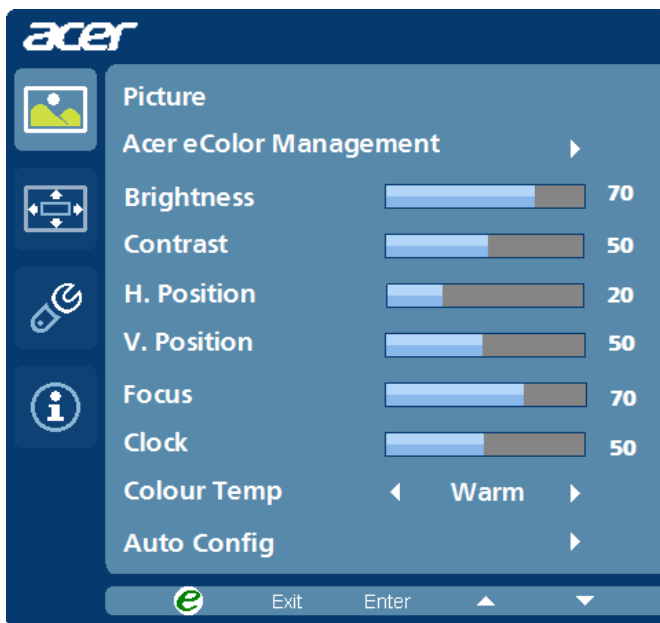 acer
Picture
Acer eColor Management
Brightness 70
Contrast 50
H. Position 20
V. Position 50
Focus 70
Clock 50
Colour Temp Warm
Auto Config
e Exit Enter